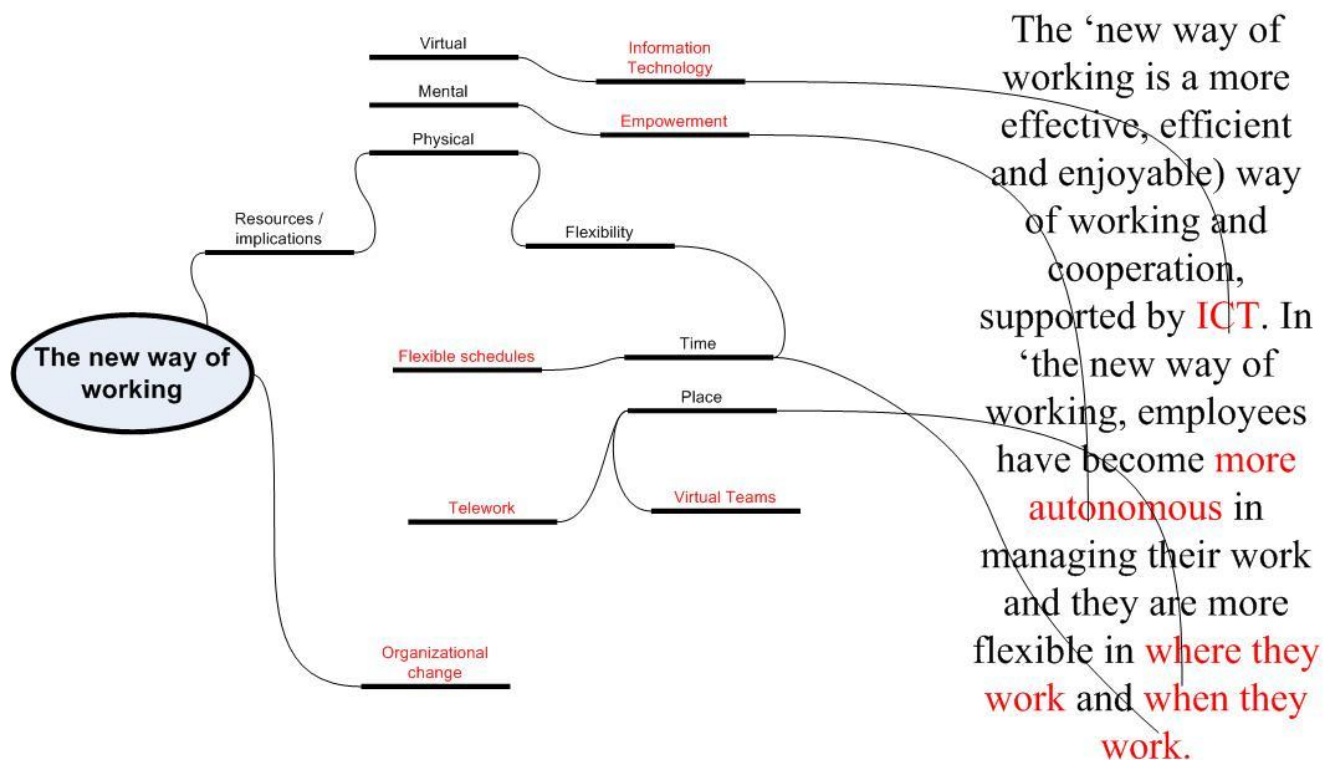 Virtual
Information
Technology
Mental
Empowerment
Physical
Resources /
implications
Flexibility
The new way of
working
Time
Flexible schedules
Place
Telework
Virtual Teams
Organizational
change
The ‘new way of
working is a more
effective, efficient
and enjoyable) way
of working and
cooperation,
supported by ICT. In
‘the new way of
working, employees
have become more
autonomous in
managing their work
and they are more
flexible in where they
work and when they
work.